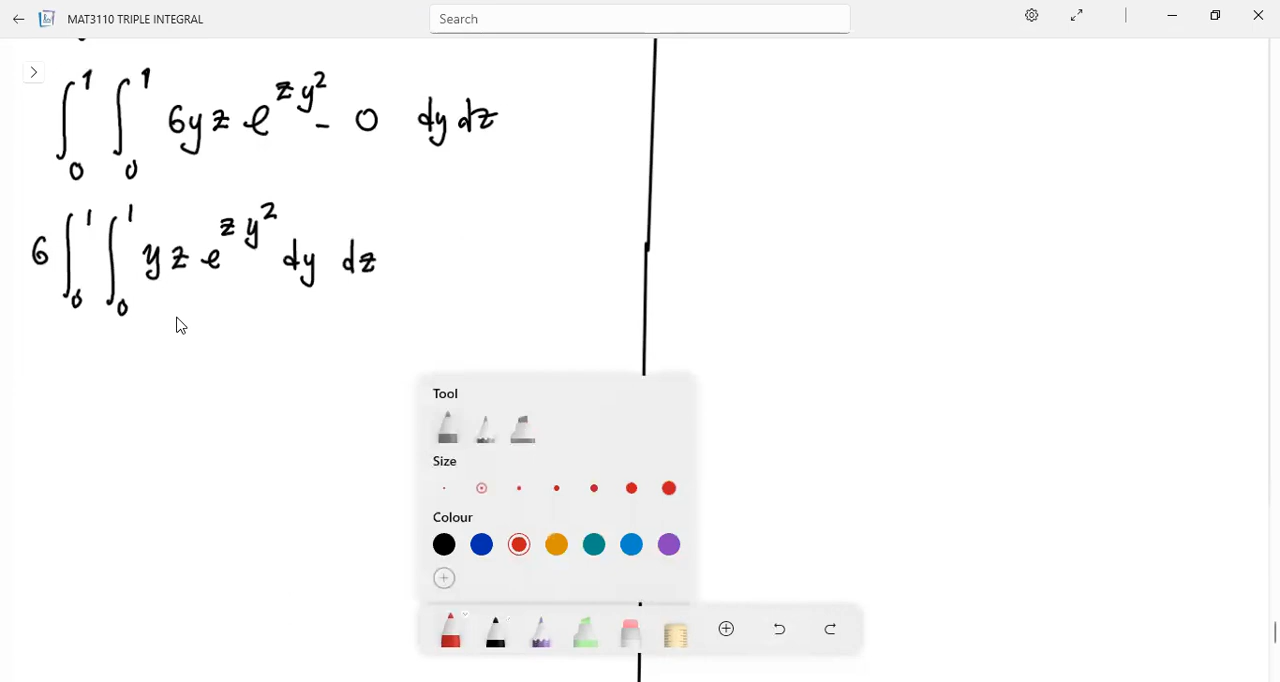 MAT3110 TRIPLE INTEGRAL
Search
∫₀¹ ∫₀¹ 6yz e^{zy²} - 0 dy dz
6 ∫₀¹ ∫₀¹ yz e^{zy²} dy dz
Tool
Size
Colour